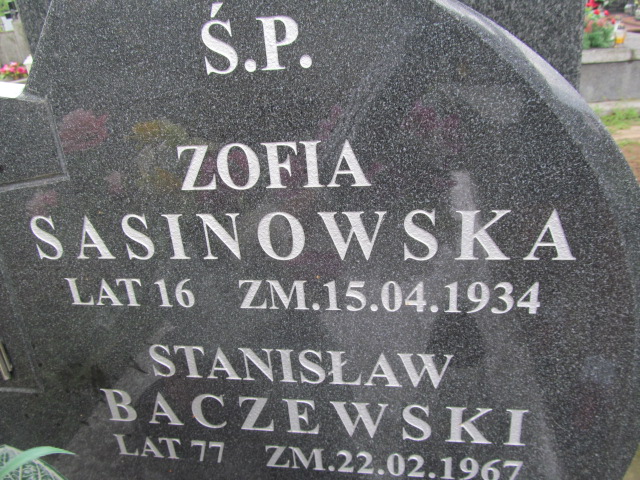 Ś.P.
ZOFIA
SASINOWSKA
LAT 16 ZM.15.04.1934
STANISŁAW
BACZEWSKI
LAT 77 ZM.22.02.1967